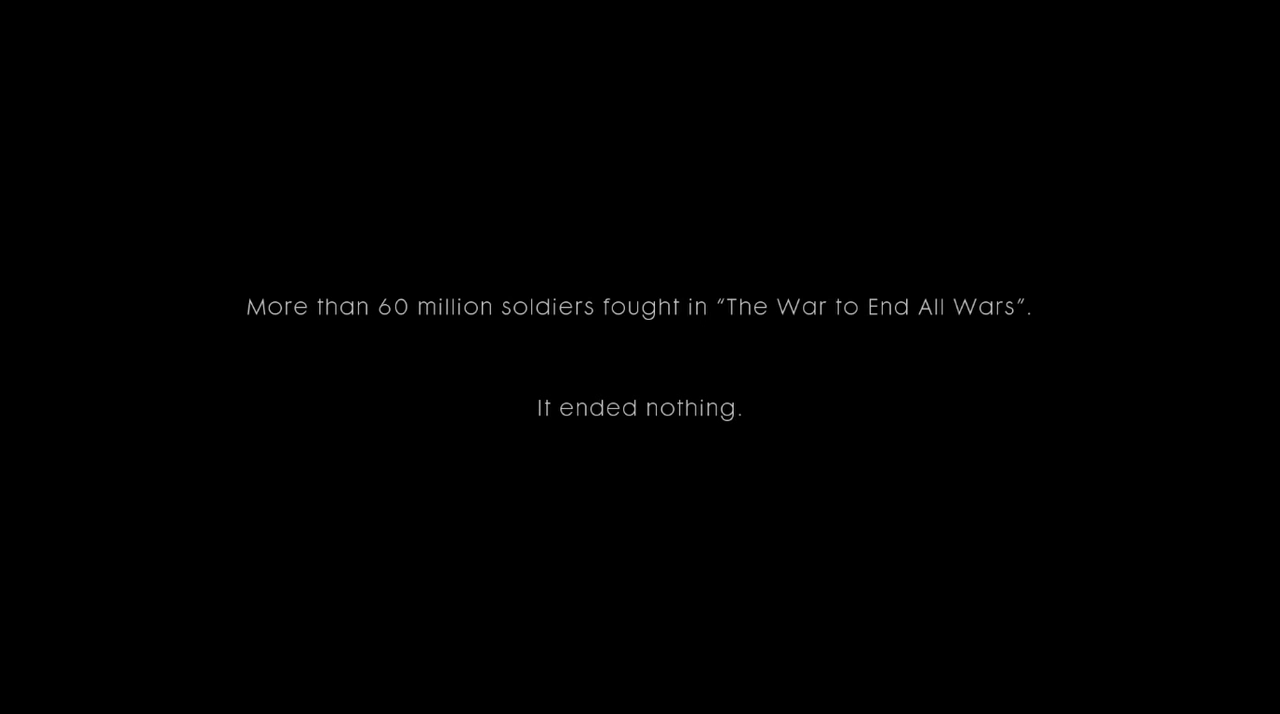 More than 60 million soldiers fought in “The War to End All Wars”.
It ended nothing.